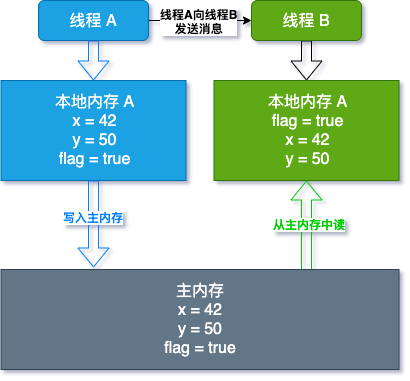 线程 A
线程A向线程B
发送消息
线程 B
本地内存 A
x = 42
y = 50
flag = true
本地内存 A
flag = true
x = 42
y = 50
写入主内存
从主内存中读
主内存
x = 42
y = 50
flag = true